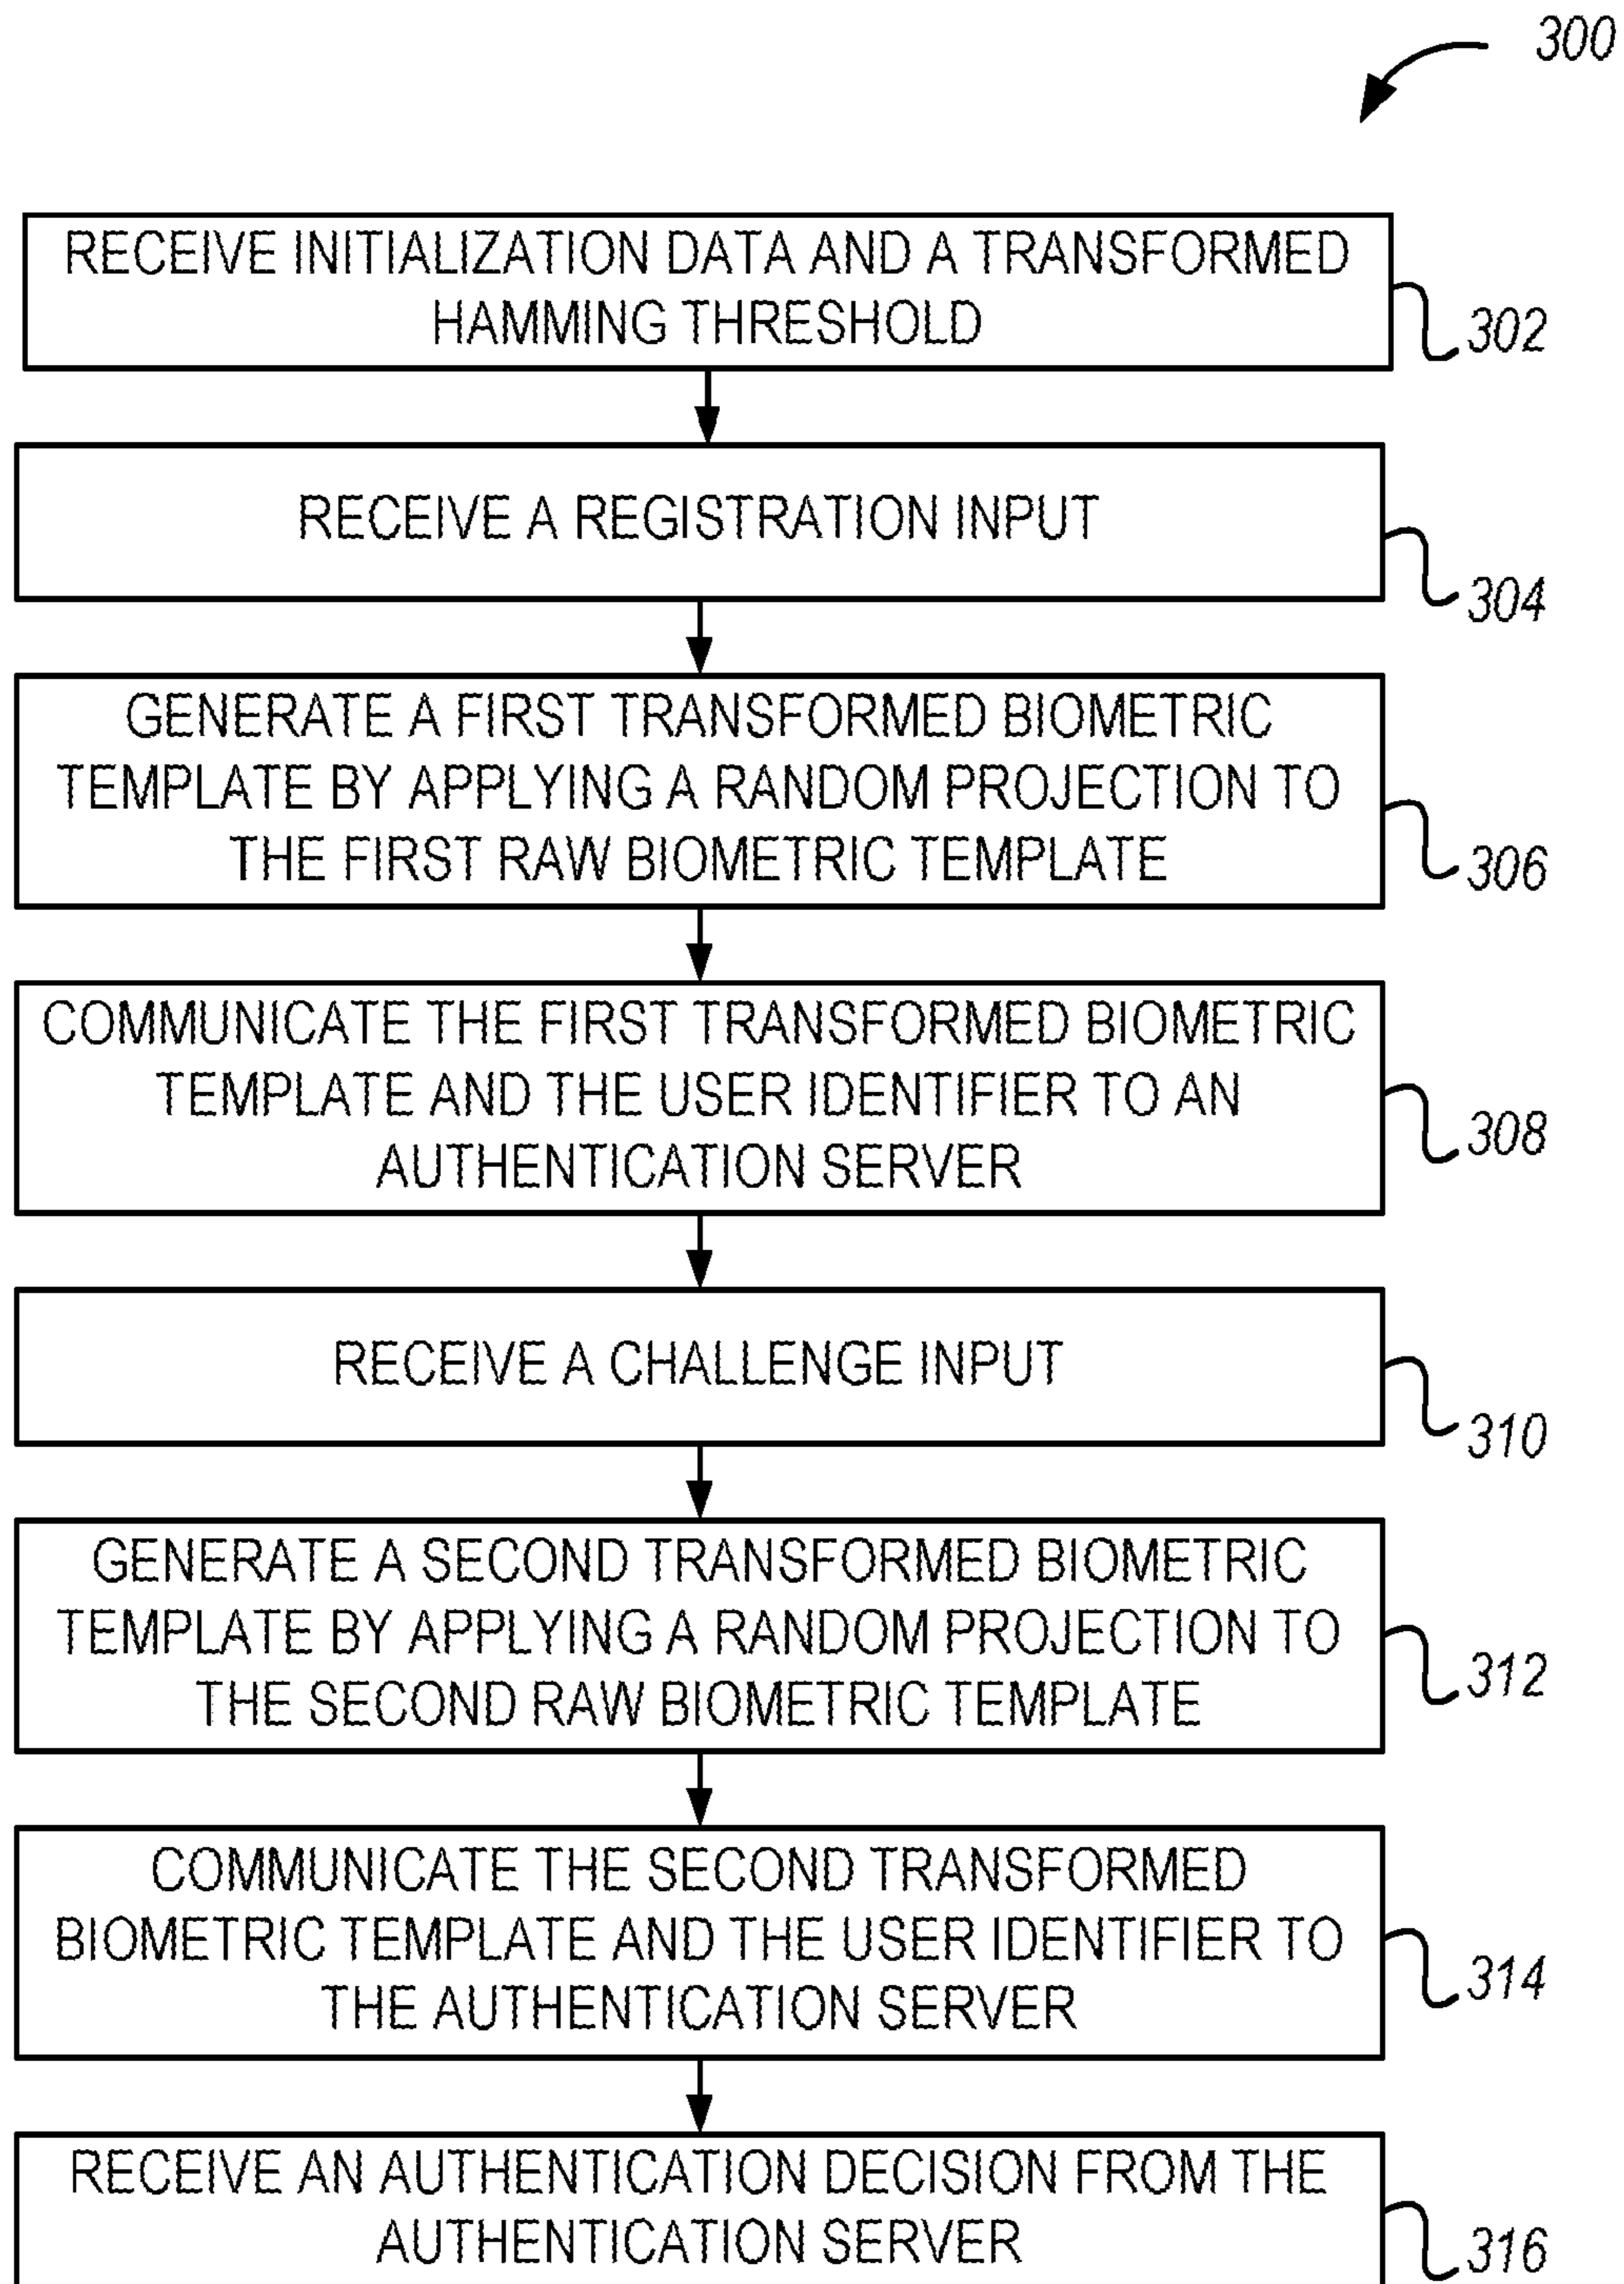 300
RECEIVE INITIALIZATION DATA AND A TRANSFORMED
HAMMING THRESHOLD
302
RECEIVE A REGISTRATION INPUT
304
GENERATE A FIRST TRANSFORMED BIOMETRIC
TEMPLATE BY APPLYING A RANDOM PROJECTION TO
THE FIRST RAW BIOMETRIC TEMPLATE
306
COMMUNICATE THE FIRST TRANSFORMED BIOMETRIC
TEMPLATE AND THE USER IDENTIFIER TO AN
AUTHENTICATION SERVER
308
RECEIVE A CHALLENGE INPUT
310
GENERATE A SECOND TRANSFORMED BIOMETRIC
TEMPLATE BY APPLYING A RANDOM PROJECTION TO
THE SECOND RAW BIOMETRIC TEMPLATE
312
COMMUNICATE THE SECOND TRANSFORMED
BIOMETRIC TEMPLATE AND THE USER IDENTIFIER TO
THE AUTHENTICATION SERVER
314
RECEIVE AN AUTHENTICATION DECISION FROM THE
AUTHENTICATION SERVER
316